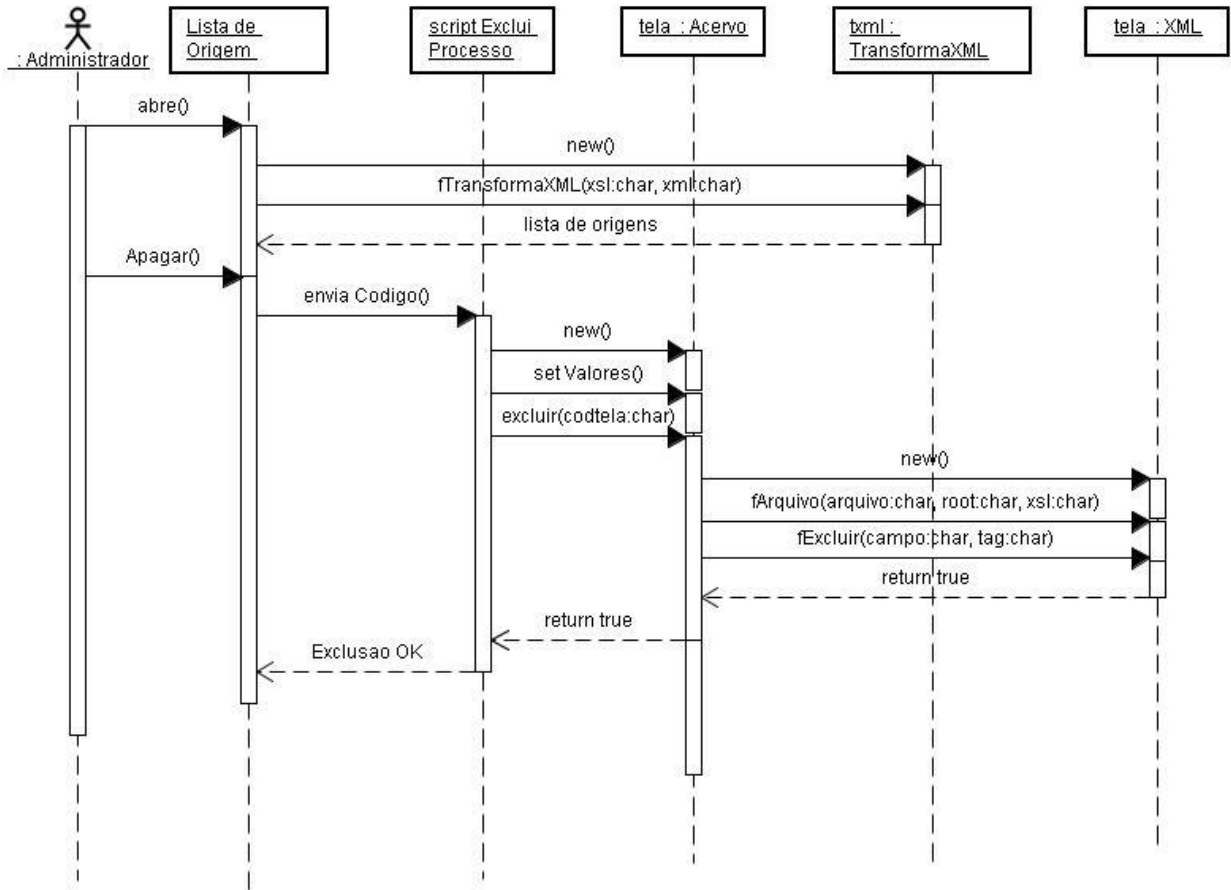 : Administrador
Lista de
Origem
script Exclui
Processo
tela : Acervo
txml :
TransformaXML
tela : XML
abre()
new()
fTransformaXML(xsl:char, xml:char)
lista de origens
Apagar()
envia Codigo()
new()
set Valores()
excluir(codtela:char)
new()
fArquivo(arquivo:char, root:char, xsl:char)
fExcluir(campo:char, tag:char)
return true
return true
Exclusao OK